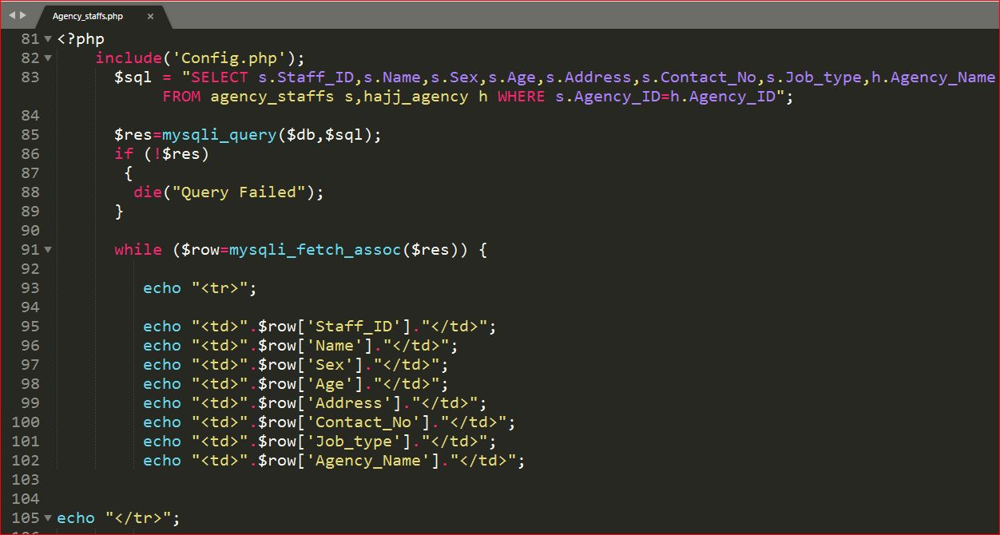 Agency_staffs.php ×
81 <?php
82 include('Config.php');
83 $sql = "SELECT s.Staff_ID,s.Name,s.Sex,s.Age,s.Address,s.Contact_No,s.Job_type,h.Agency_Name
FROM agency_staffs s,hajj_agency h WHERE s.Agency_ID=h.Agency_ID";
84
85 $res=mysqli_query($db,$sql);
86 if (!$res)
87 {
88 die("Query Failed");
89 }
90
91 while ($row=mysqli_fetch_assoc($res)) {
92
93 echo "<tr>";
94
95 echo "<td>".$row['Staff_ID']."</td>";
96 echo "<td>".$row['Name']."</td>";
97 echo "<td>".$row['Sex']."</td>";
98 echo "<td>".$row['Age']."</td>";
99 echo "<td>".$row['Address']."</td>";
100 echo "<td>".$row['Contact_No']."</td>";
101 echo "<td>".$row['Job_type']."</td>";
102 echo "<td>".$row['Agency_Name']."</td>";
103
104
105 echo "</tr>";